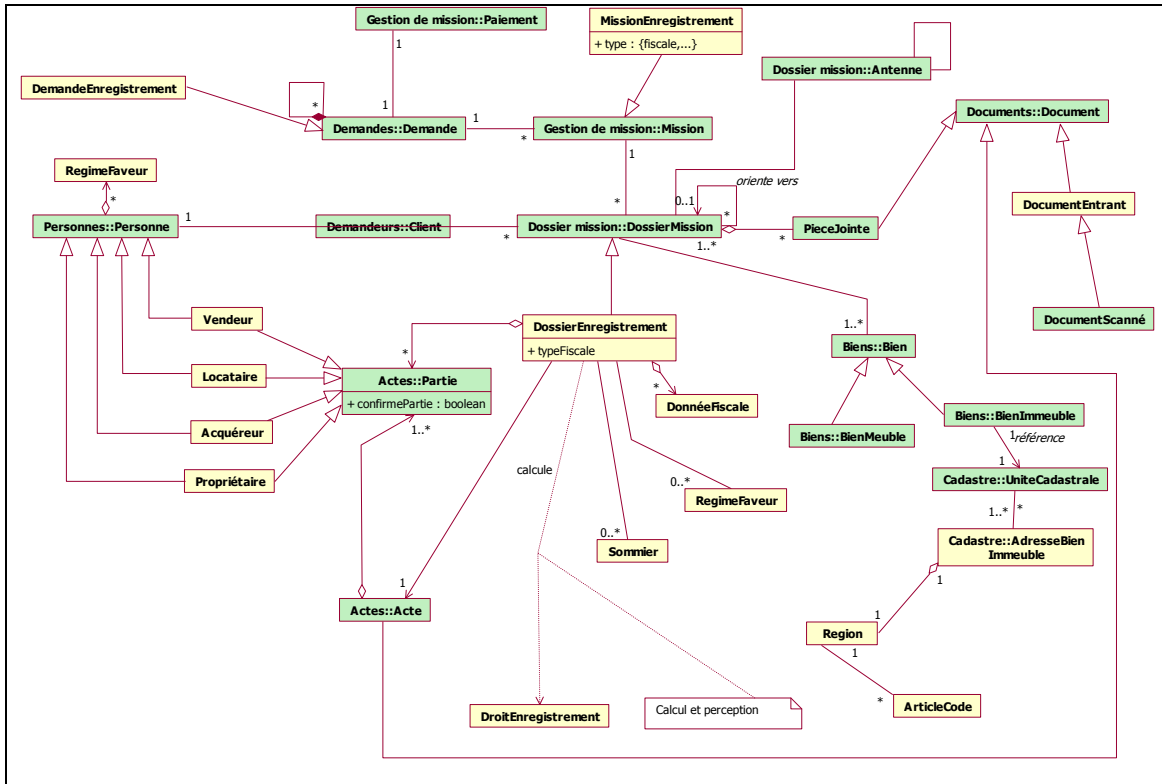 Gestion de mission::Paiement
1
1
MissionEnregistrement
+ type : {fiscale,...}
Dossier mission::Antenne
DemandeEnregistrement
*
Demandes::Demande
1
*
Gestion de mission::Mission
1
*
Documents::Document
RegimeFaveur
*
Personnes::Personne
1
Demandeurs::Client
*
Dossier mission::DossierMission
oriente vers
0..1
*
*
PieceJointe
DocumentEntrant
DocumentScanné
1..*
1..*
Biens::Bien
Vendeur
Locataire
Acquéreur
Propriétaire
*
Actes::Partie
+ confirmePartie : boolean
1..*
DossierEnregistrement
+ typeFiscale
*
DonnéeFiscale
Biens::BienMeuble
Biens::BienImmeuble
1
référence
1
Cadastre::UniteCadastrale
calcule
0..*
RegimeFaveur
0..*
Sommier
1..*
*
Cadastre::AdresseBien
Immeuble
1
1
Actes::Acte
1
Region
1
*
ArticleCode
DroitEnregistrement
Calcul et perception